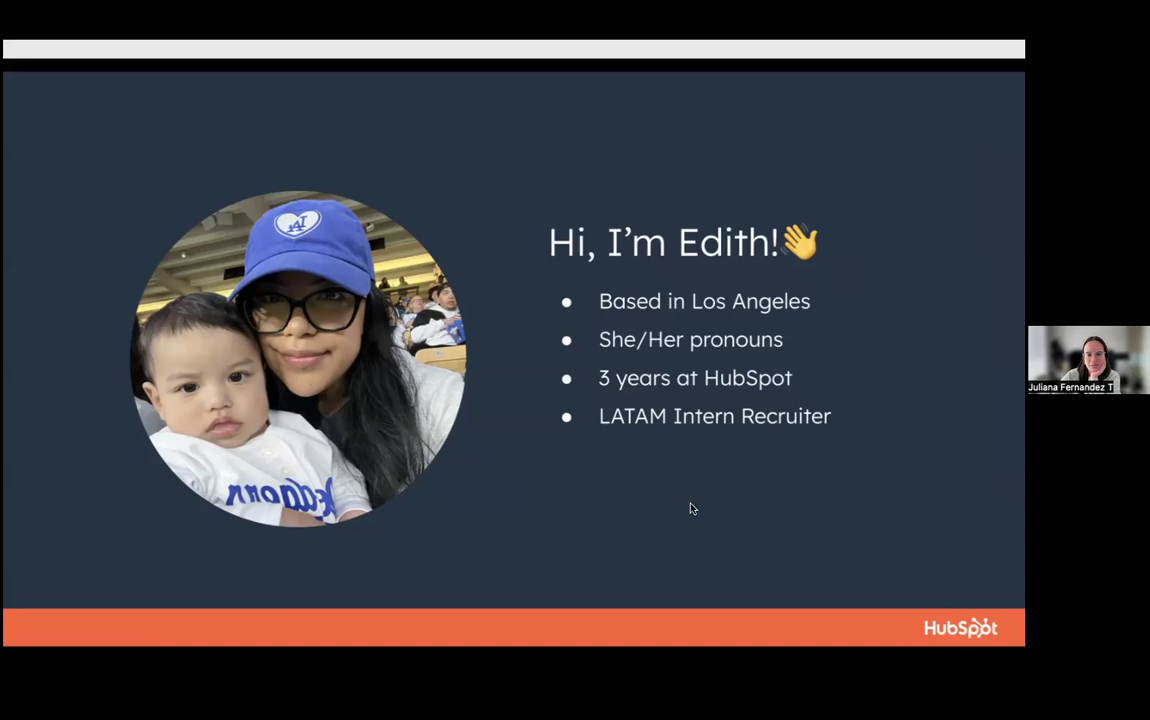 Hi, I’m Edith!👋
● Based in Los Angeles
● She/Her pronouns
● 3 years at HubSpot
● LATAM Intern Recruiter
Juliana Fernandez T
HubSpot